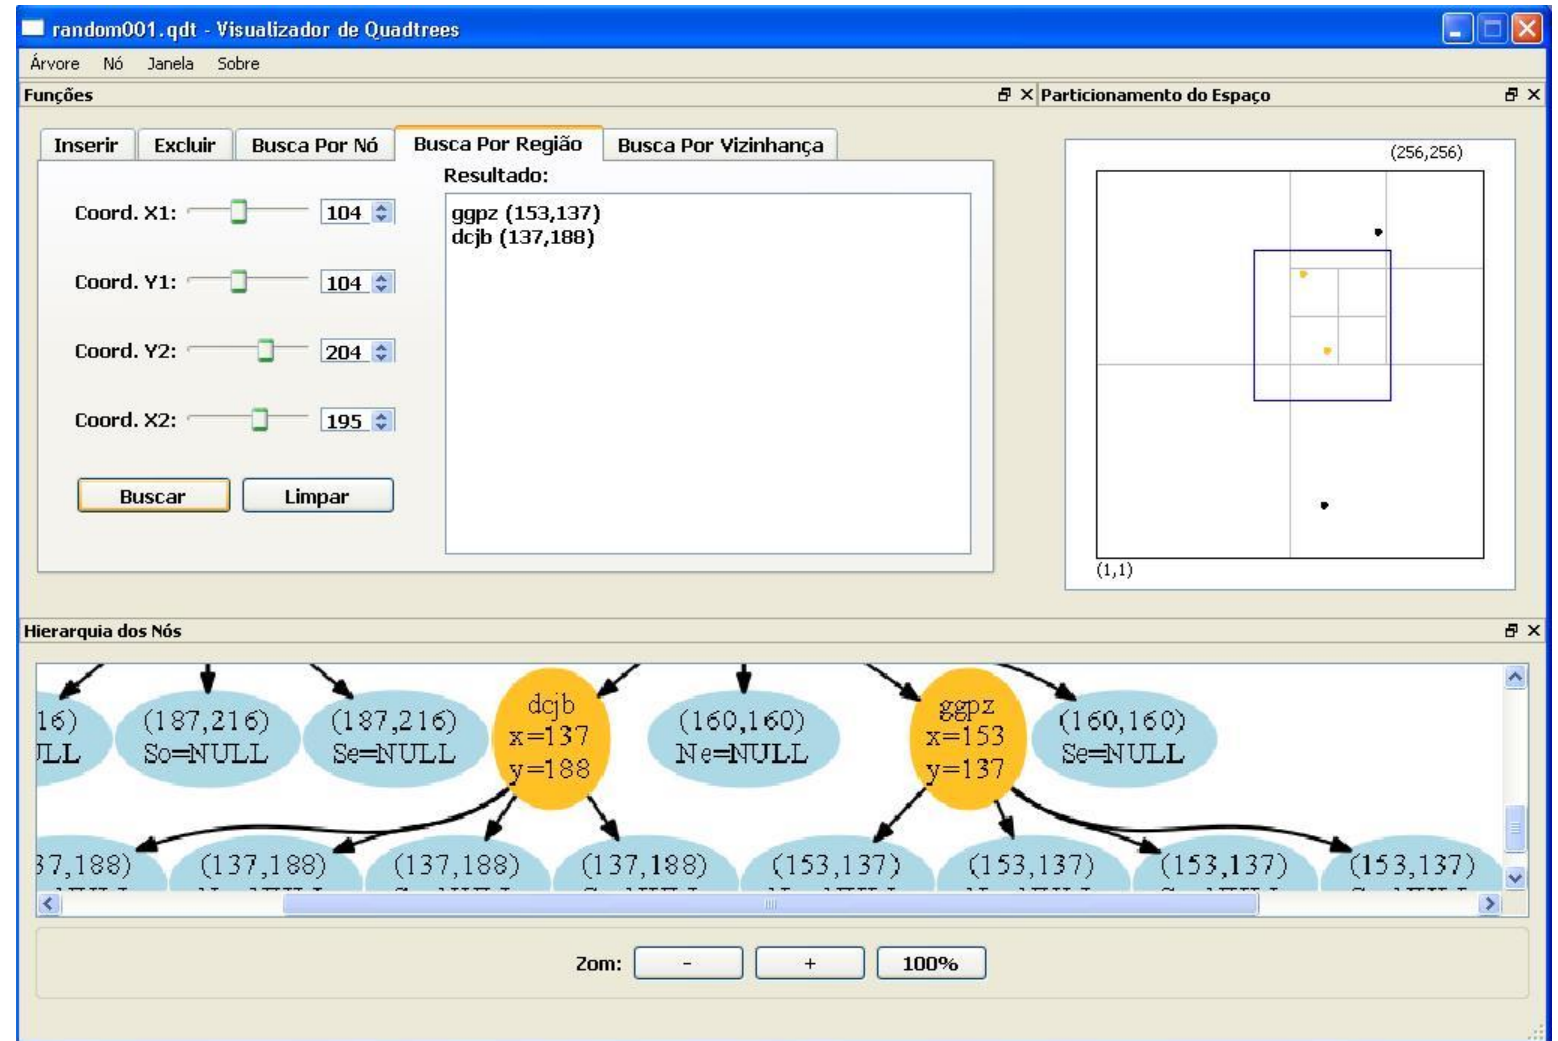 random001.qdt - Visualizador de Quadtrees
Árvore Nó Janela Sobre
Funções
Particionamento do Espaço
Inserir Excluir Busca Por Nó Busca Por Região Busca Por Vizinhança
Resultado:
Coord. X1: 104
Coord. Y1: 104
Coord. Y2: 204
Coord. X2: 195
Buscar Limpar
ggpz (153,137)
dcjb (137,188)
(256,256)
(1,1)
Hierarquia dos Nós
16) (187,216) (187,216) dcjb (160,160) ggpz (160,160)
So=NULL Se=NULL x=137 Ne=NULL x=153 Se=NULL
y=188 y=137
37,188) (137,188) (137,188) (137,188) (153,137) (153,137) (153,137) (153,137)
Zom: - + 100%